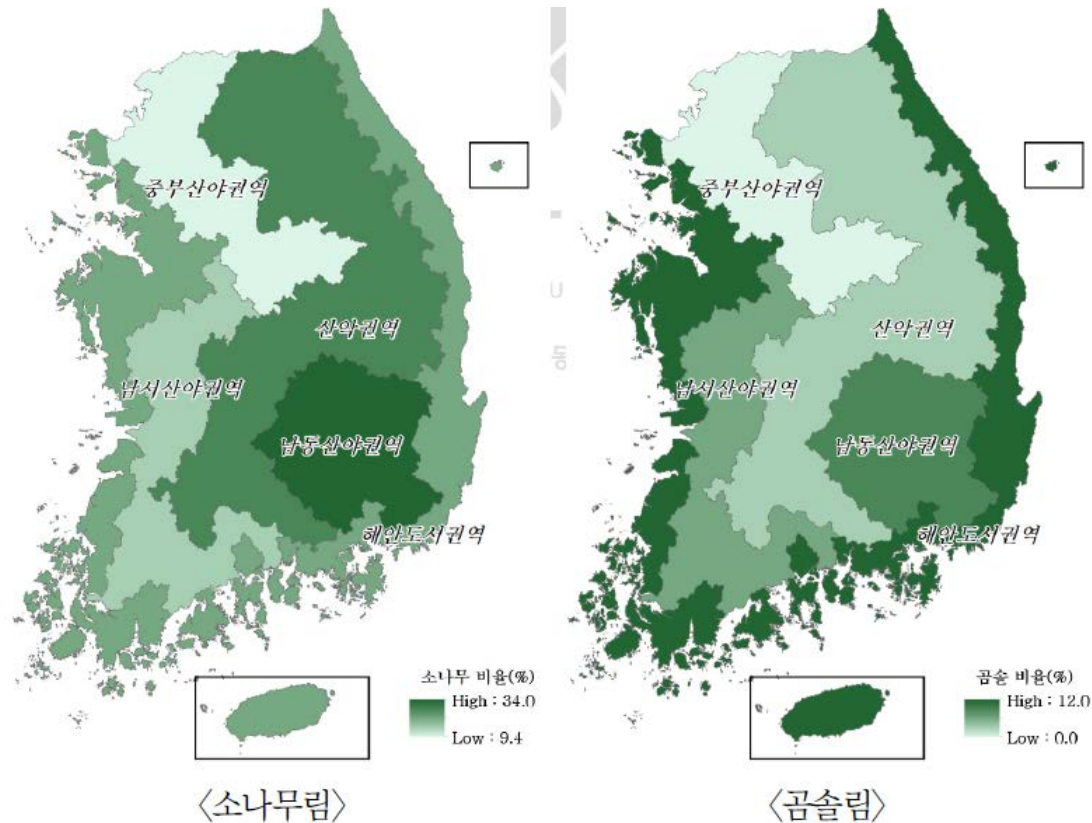 중부산야권역
산악권역
남서산야권역
남동산야권역
해안도서권역
소나무 비율(%)
High : 34.0
Low : 9.4
〈소나무림〉
중부산야권역
산악권역
남서산야권역
남동산야권역
해안도서권역
곰솔 비율(%)
High : 12.0
Low : 0.0
〈곰솔림〉
U
동